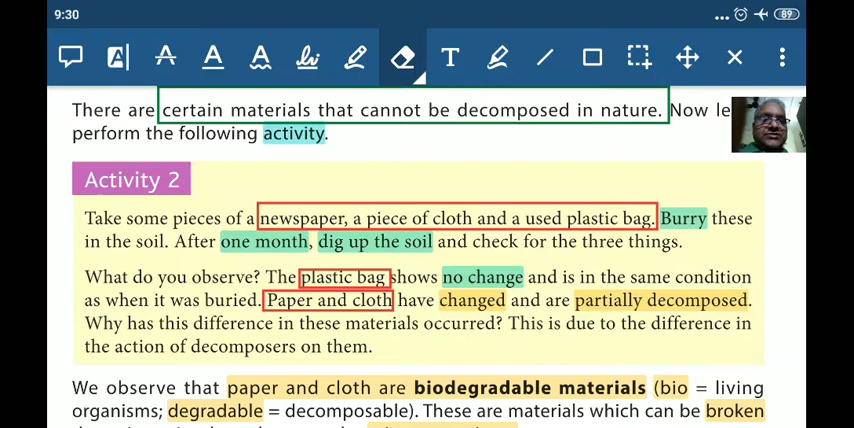 9:30
89
There are certain materials that cannot be decomposed in nature. Now le
perform the following activity.
Activity 2
Take some pieces of a newspaper, a piece of cloth and a used plastic bag. Burry these
in the soil. After one month, dig up the soil and check for the three things.
What do you observe? The plastic bag shows no change and is in the same condition
as when it was buried. Paper and cloth have changed and are partially decomposed.
Why has this difference in these materials occurred? This is due to the difference in
the action of decomposers on them.
We observe that paper and cloth are biodegradable materials (bio = living
organisms; degradable = decomposable). These are materials which can be broken